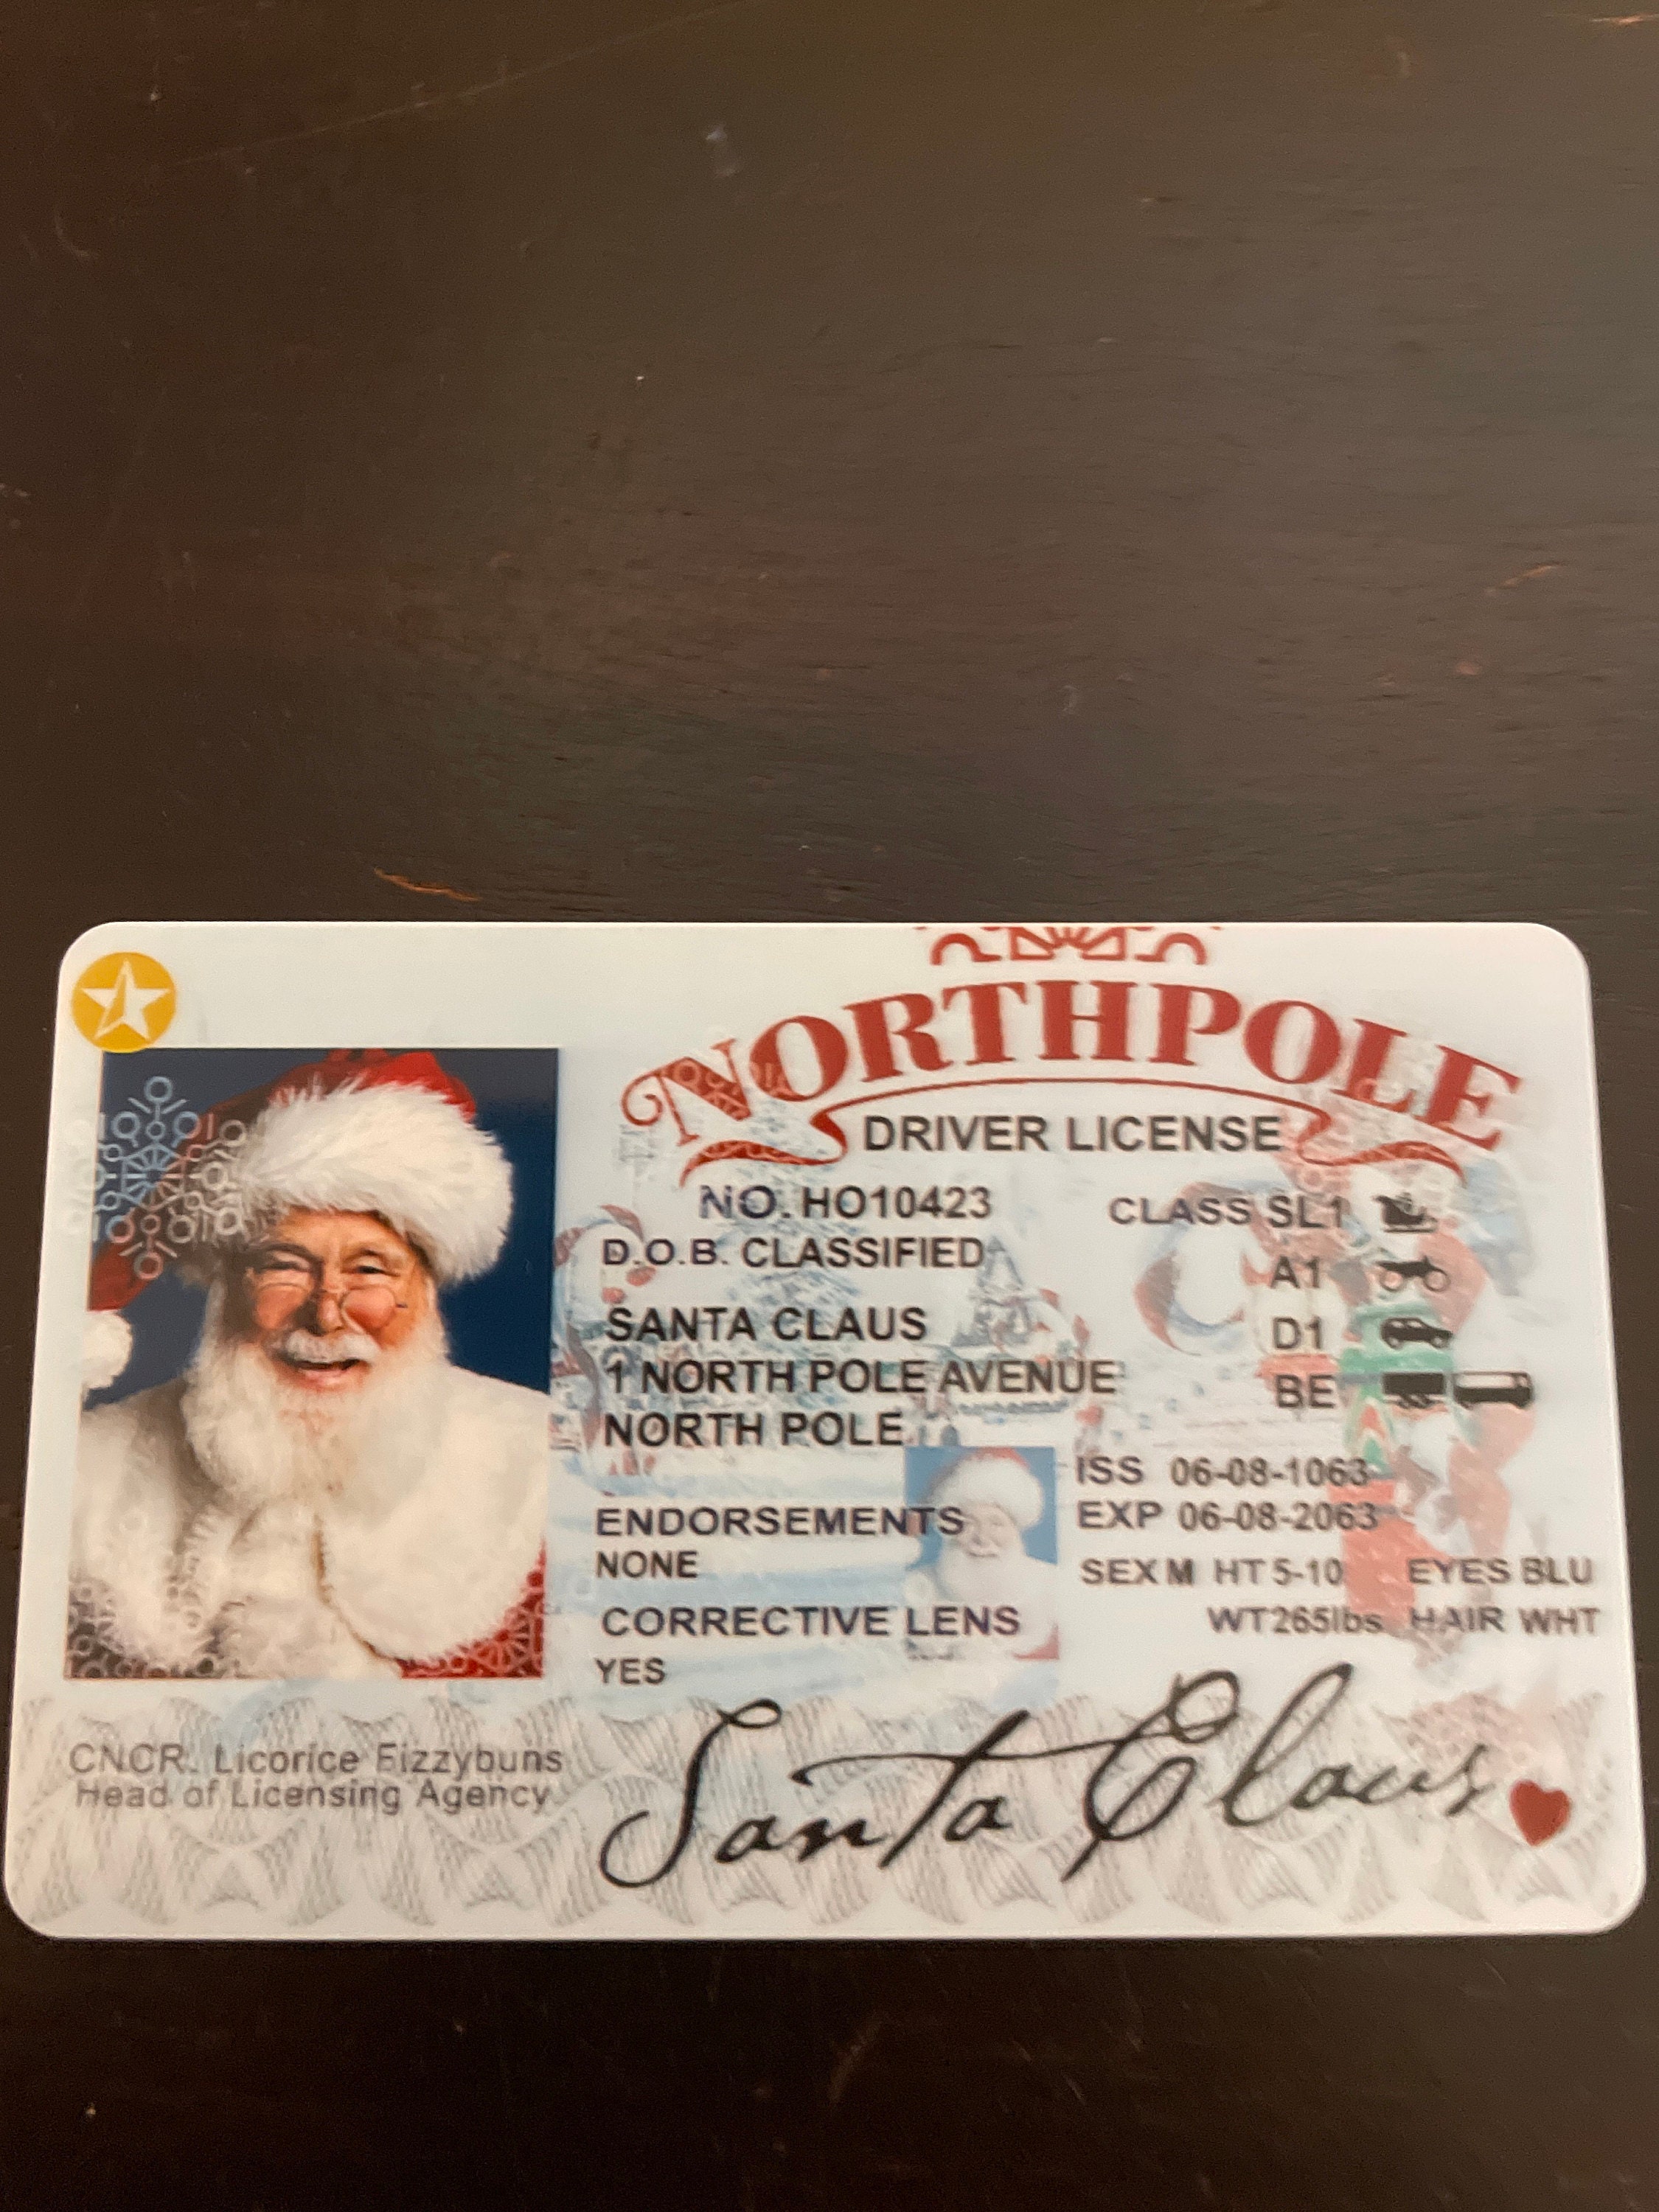 NORTHPOLE
DRIVER LICENSE
NO. HO10423
CLASS SL1
D.O.B. CLASSIFIED
A1
SANTA CLAUS
D1
1 NORTH POLE AVENUE
BE
NORTH POLE
ISS 06-08-1063
EXP 06-08-2063
ENDORSEMENTS
NONE
SEX M HT 5-10 EYES BLU
WT265lbs HAIR WHT
CORRECTIVE LENS
YES
CNCR. Licorice Fizzybuns
Head of Licensing Agency
Santa Claus